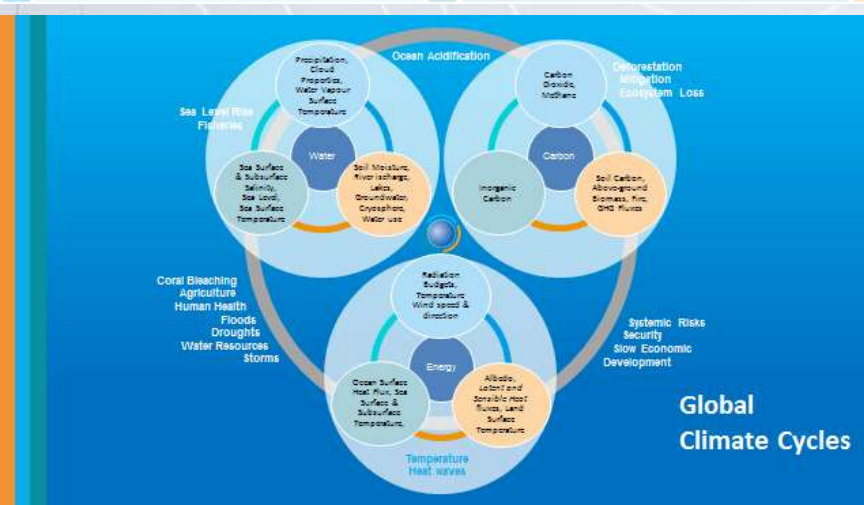 Ocean Acidification
Precipitation,
Cloud
Properties,
Water Vapour
Surface
Temperature
Sea Level Rise
Fisheries
Water
Sea Surface
& Subsurface
Salinity,
Sea Level,
Sea Surface
Temperature
Soil Moisture,
River ischarge,
Lakes,
Groundwater,
Cryosphere,
Water use
Carbon
Dioxide,
Methane
Deforestation
Mitigation
Ecosystem Loss
Carbon
Inorganic
Carbon
Soil Carbon,
Above-ground
Biomass, Fire,
GHG Fluxes
Radiation
Budgets,
Temperature
Wind speed &
direction
Energy
Ocean Surface
Heat Flux, Sea
Surface &
Subsurface
Temperature,
Albedo,
Latent and
Sensible Heat
fluxes, Land
Surface
Temperature
Coral Bleaching
Agriculture
Human Health
Floods
Droughts
Water Resources
Storms
Systemic Risks
Security
Slow Economic
Development
Temperature
Heat waves
Global
Climate Cycles